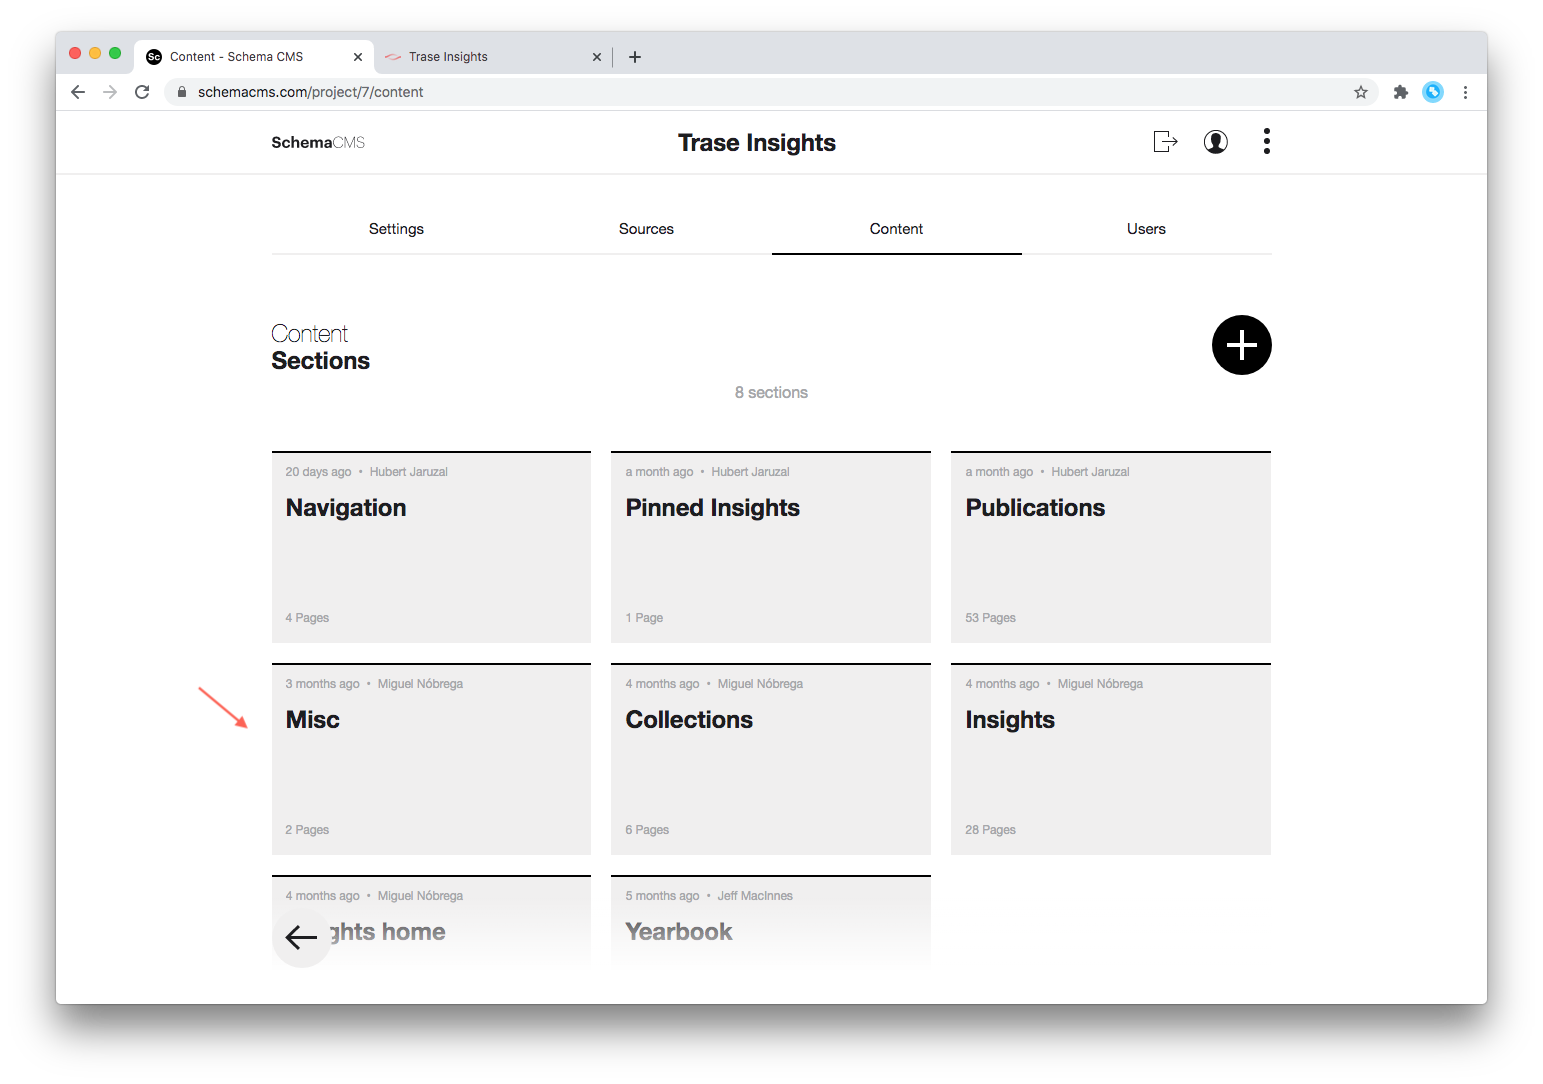 Sc Content - Schema CMS
Trase Insights
schemacms.com/project/7/content
SchemaCMS
Trase Insights
Settings
Sources
Content
Users
Content
Sections
8 sections
20 days ago • Hubert Jaruzal
Navigation
4 Pages
a month ago • Hubert Jaruzal
Pinned Insights
1 Page
a month ago • Hubert Jaruzal
Publications
53 Pages
3 months ago • Miguel Nóbrega
Misc
2 Pages
4 months ago • Miguel Nóbrega
Collections
6 Pages
4 months ago • Miguel Nóbrega
Insights
28 Pages
4 months ago • Miguel Nóbrega
ghts home
5 months ago • Jeff MacInnes
Yearbook